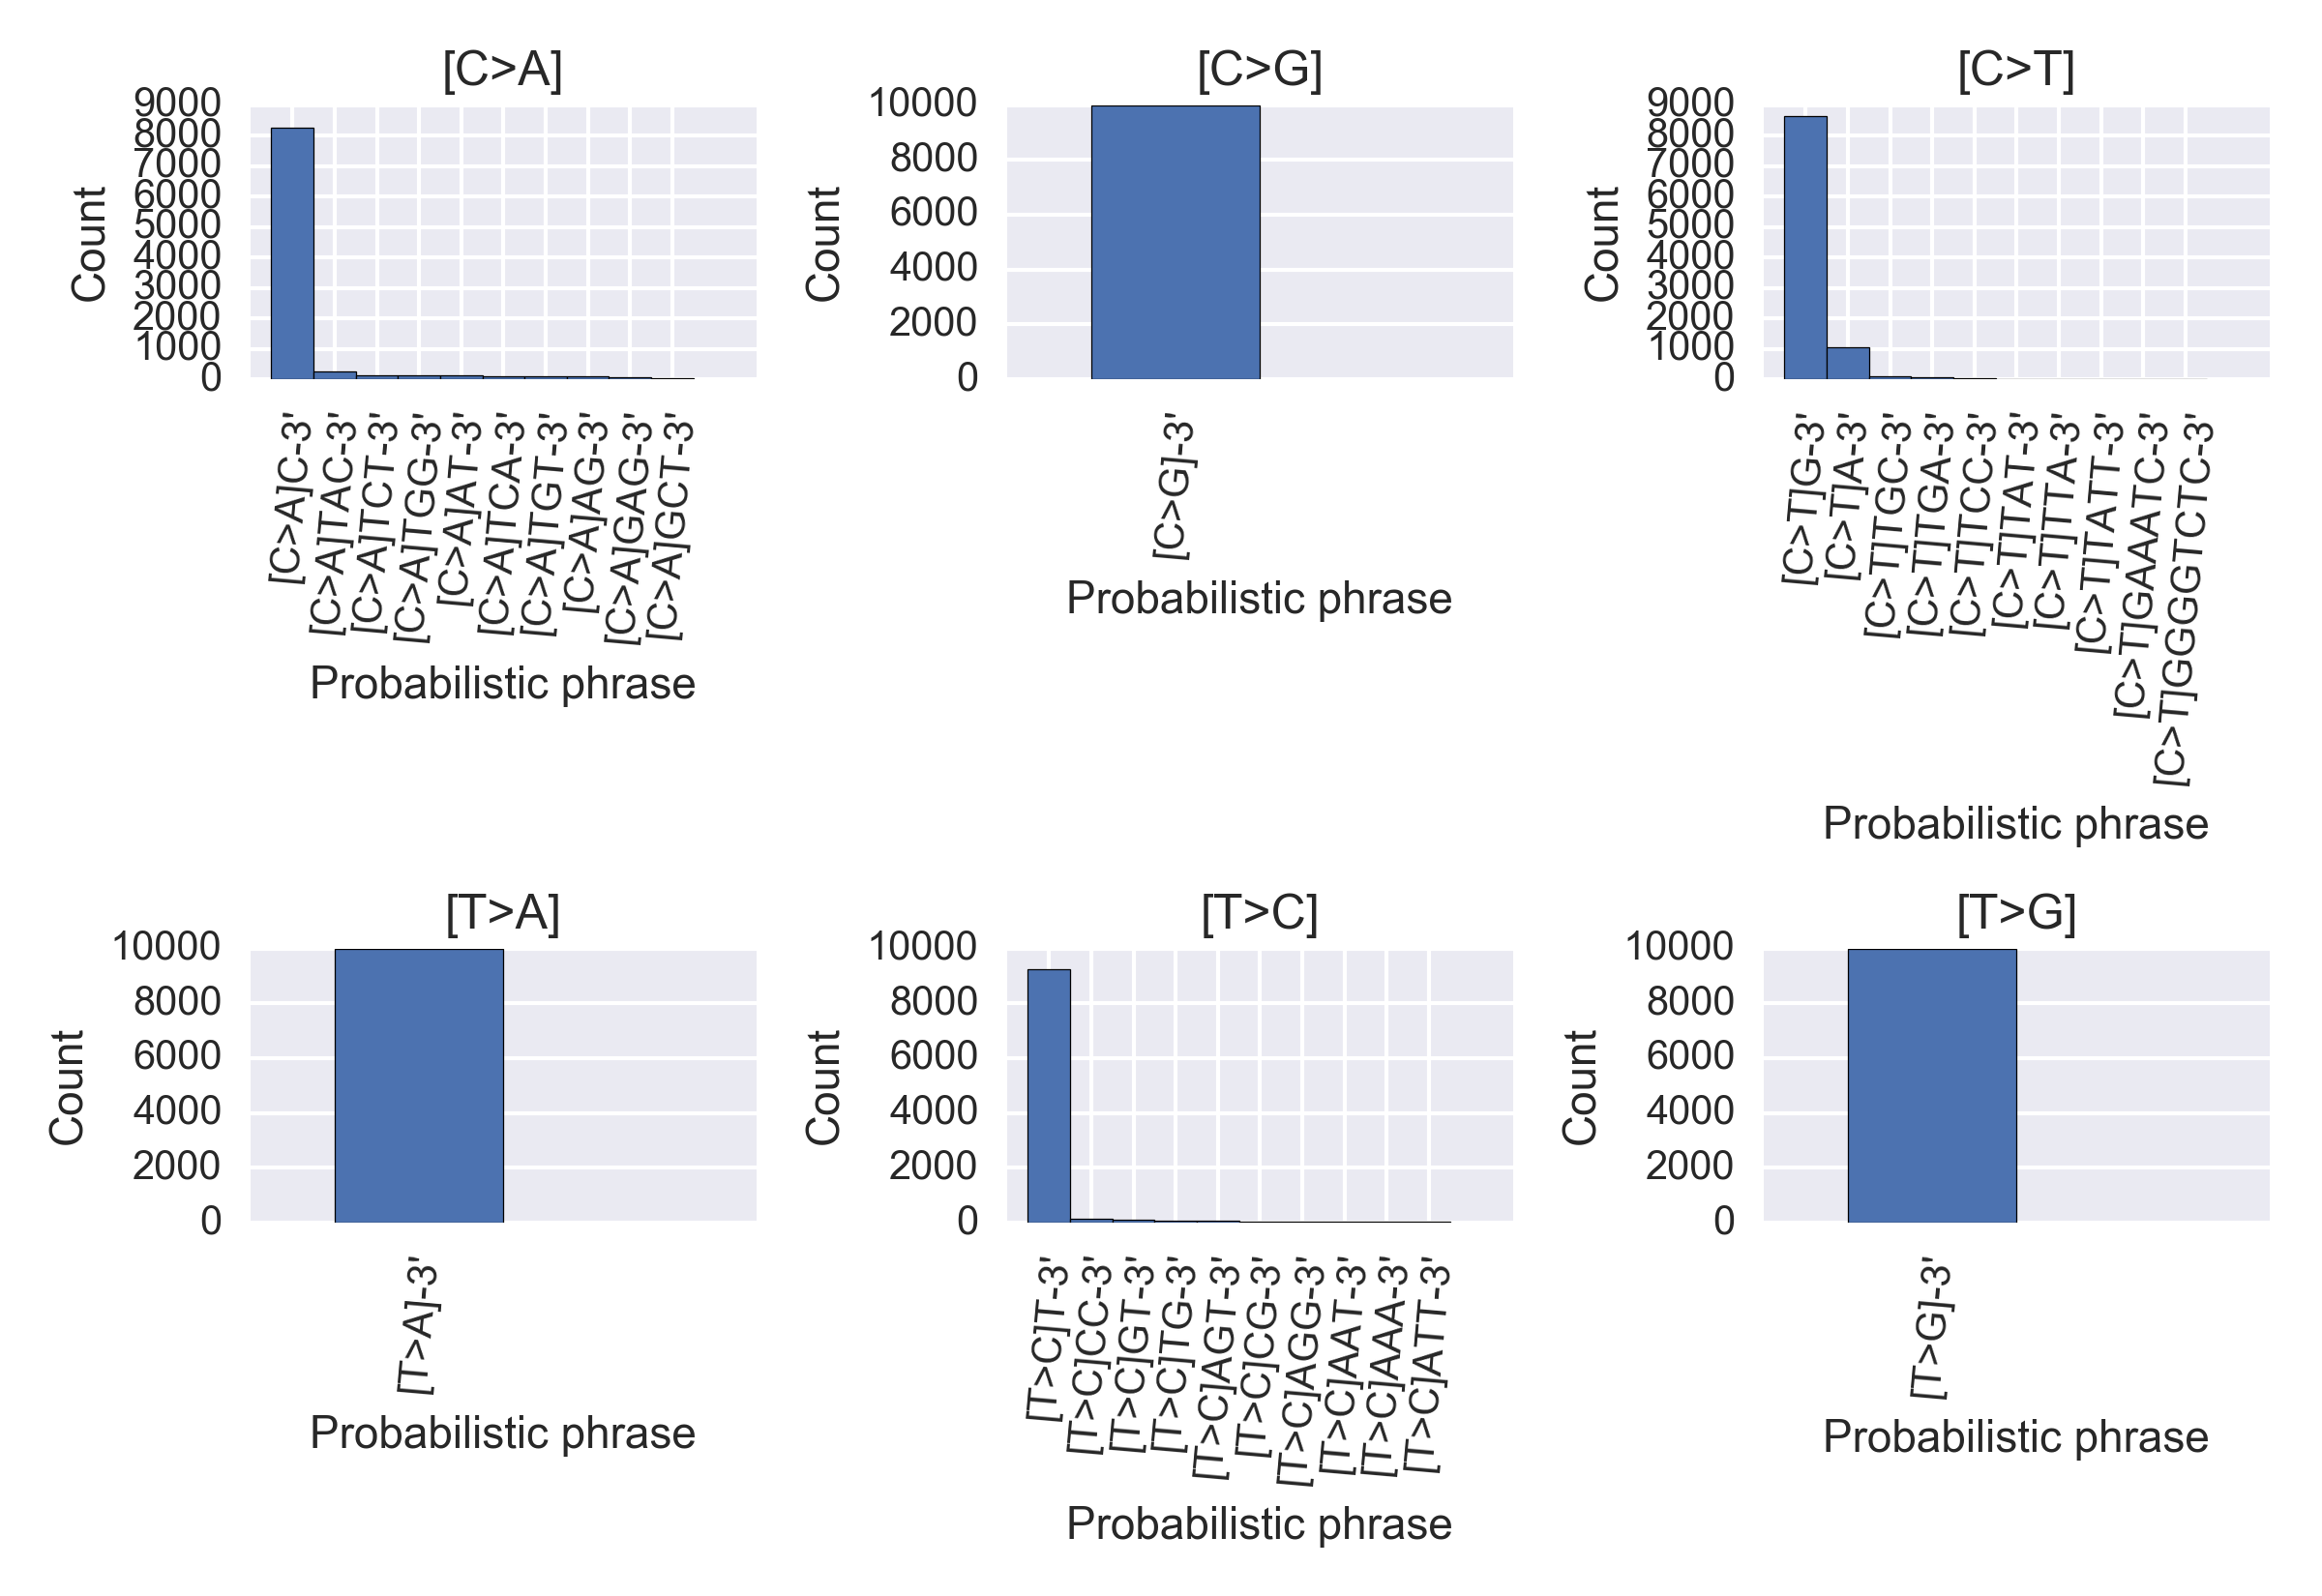 [C>A]
9000
8000
7000
6000
5000
4000
3000
2000
1000
0
Count
[C>A]C-3'
[C>A]TAC-3'
[C>A]TCT-3'
[C>A]TGG-3'
[C>A]AT-3'
[C>A]TCA-3'
[C>A]TGT-3'
[C>A]AG-3'
[C>A]GAG-3'
[C>A]GCT-3'
Probabilistic phrase
[C>G]
10000
8000
6000
4000
2000
0
Count
[C>G]-3'
Probabilistic phrase
[C>T]
9000
8000
7000
6000
5000
4000
3000
2000
1000
0
Count
[C>T]G-3'
[C>T]A-3'
[C>T]TGC-3'
[C>T]TGA-3'
[C>T]TCC-3'
[C>T]TAT-3'
[C>T]TTA-3'
[C>T]TATT-3'
[C>T]GAAATC-3'
[C>T]GGGGTCTC-3'
Probabilistic phrase
[T>A]
10000
8000
6000
4000
2000
0
Count
[T>A]-3'
Probabilistic phrase
[T>C]
10000
8000
6000
4000
2000
0
Count
[T>C]T-3'
[T>C]CC-3'
[T>C]GT-3'
[T>C]TG-3'
[T>C]AGT-3'
[T>C]CG-3'
[T>C]AGG-3'
[T>C]AAT-3'
[T>C]AAA-3'
[T>C]ATT-3'
Probabilistic phrase
[T>G]
10000
8000
6000
4000
2000
0
Count
[T>G]-3'
Probabilistic phrase